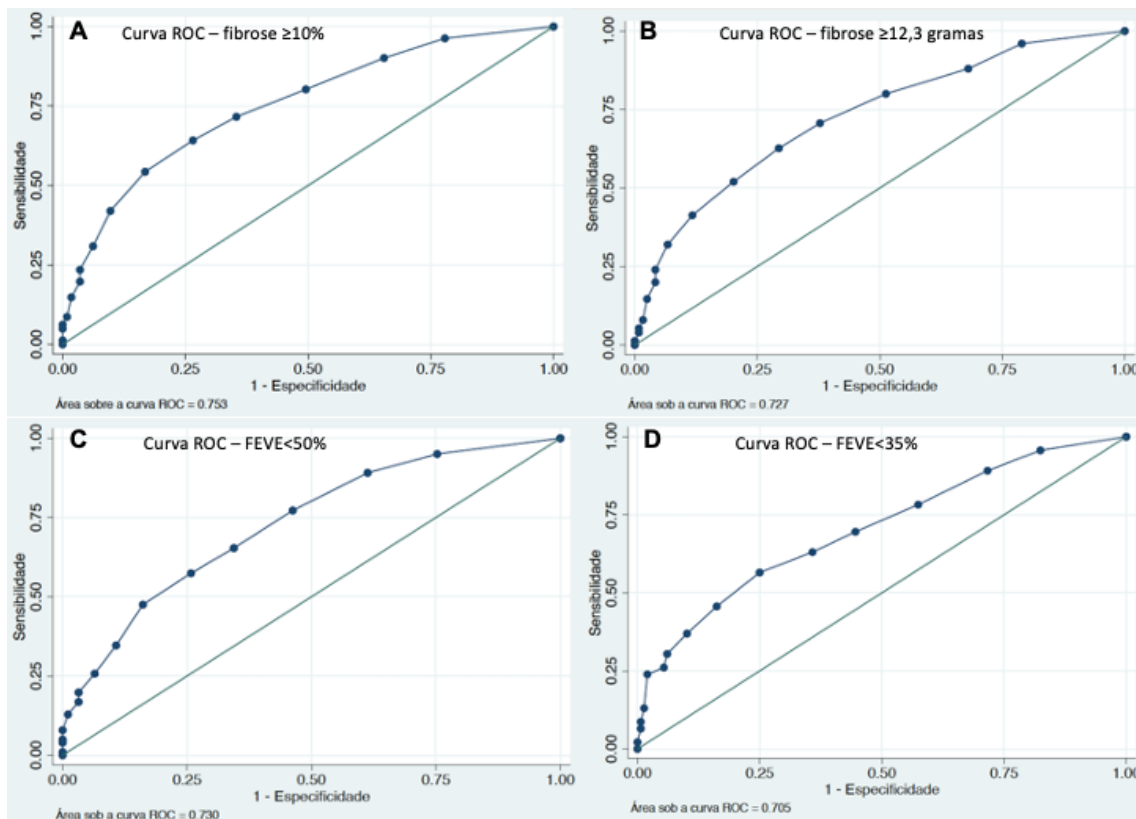 A
Curva ROC – fibrose ≥10%
Sensibilidade
1.00
0.75
0.50
0.25
0.00
0.00 0.25 0.50 0.75 1.00
1 - Especificidade
Área sobre a curva ROC = 0.753
B
Curva ROC – fibrose ≥12,3 gramas
Sensibilidade
1.00
0.75
0.50
0.25
0.00
0.00 0.25 0.50 0.75 1.00
1 - Especificidade
Área sob a curva ROC = 0.727
C
Curva ROC – FEVE<50%
Sensibilidade
1.00
0.75
0.50
0.25
0.00
0.00 0.25 0.50 0.75 1.00
1 - Especificidade
Área sob a curva ROC = 0.730
D
Curva ROC – FEVE<35%
Sensibilidade
1.00
0.75
0.50
0.25
0.00
0.00 0.25 0.50 0.75 1.00
1 - Especificidade
Área sob a curva ROC = 0.705